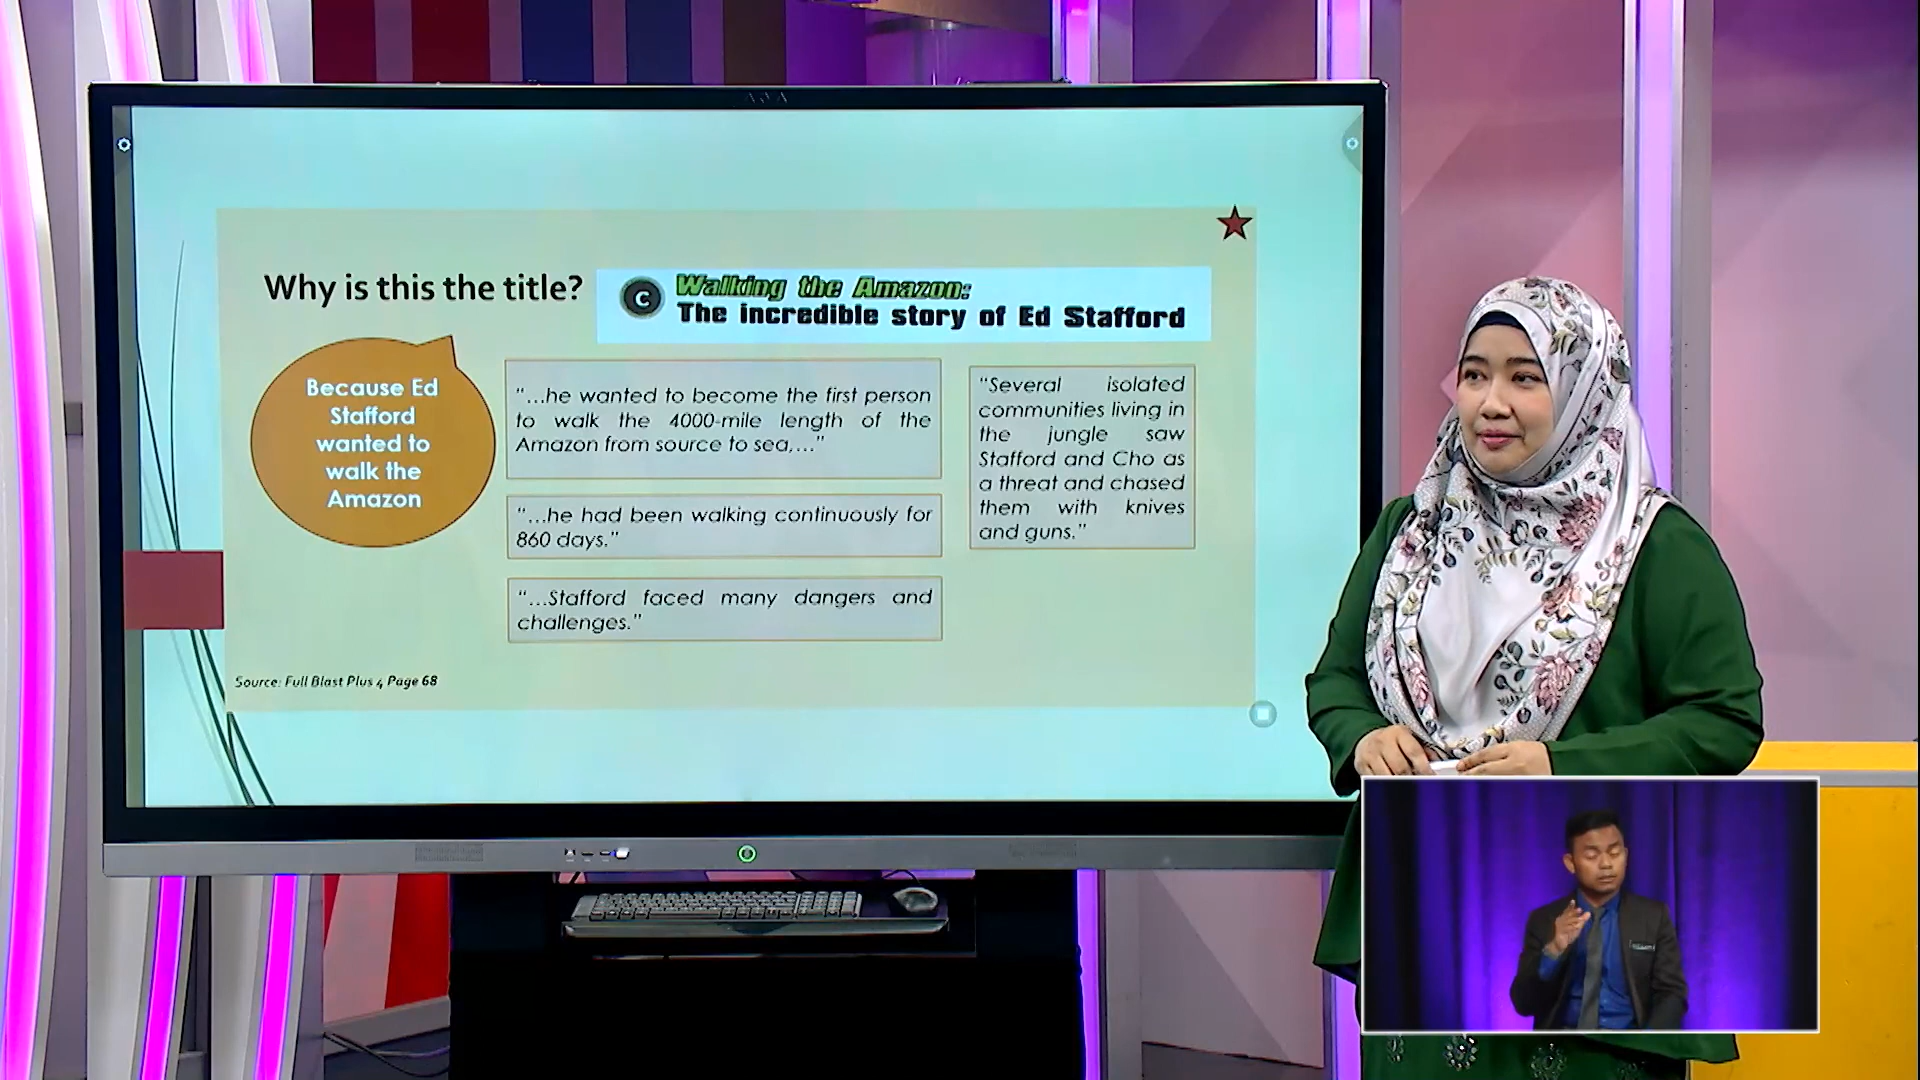 Why is this the title?
C
Walking the Amazon:
The incredible story of Ed Stafford
Because Ed
Stafford
wanted to
walk the
Amazon
“...he wanted to become the first person
to walk the 4000-mile length of the
Amazon from source to sea,...”
“...he had been walking continuously for
860 days.”
“...Stafford faced many dangers and
challenges.”
“Several isolated
communities living in
the jungle saw
Stafford and Cho as
a threat and chased
them with knives
and guns.”
Source: Full Blast Plus 4 Page 68